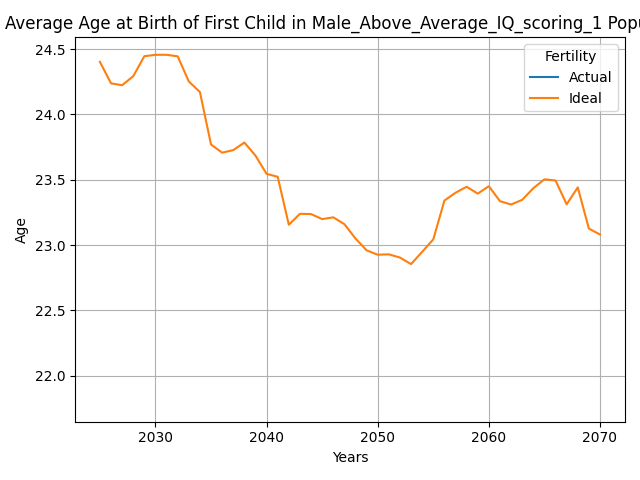 Average Age at Birth of First Child in Male_Above_Average_IQ_scoring_1 Popu
24.5
24.0
23.5
23.0
22.5
22.0
Age
Fertility
Actual
Ideal
2030 2040 2050 2060 2070
Years